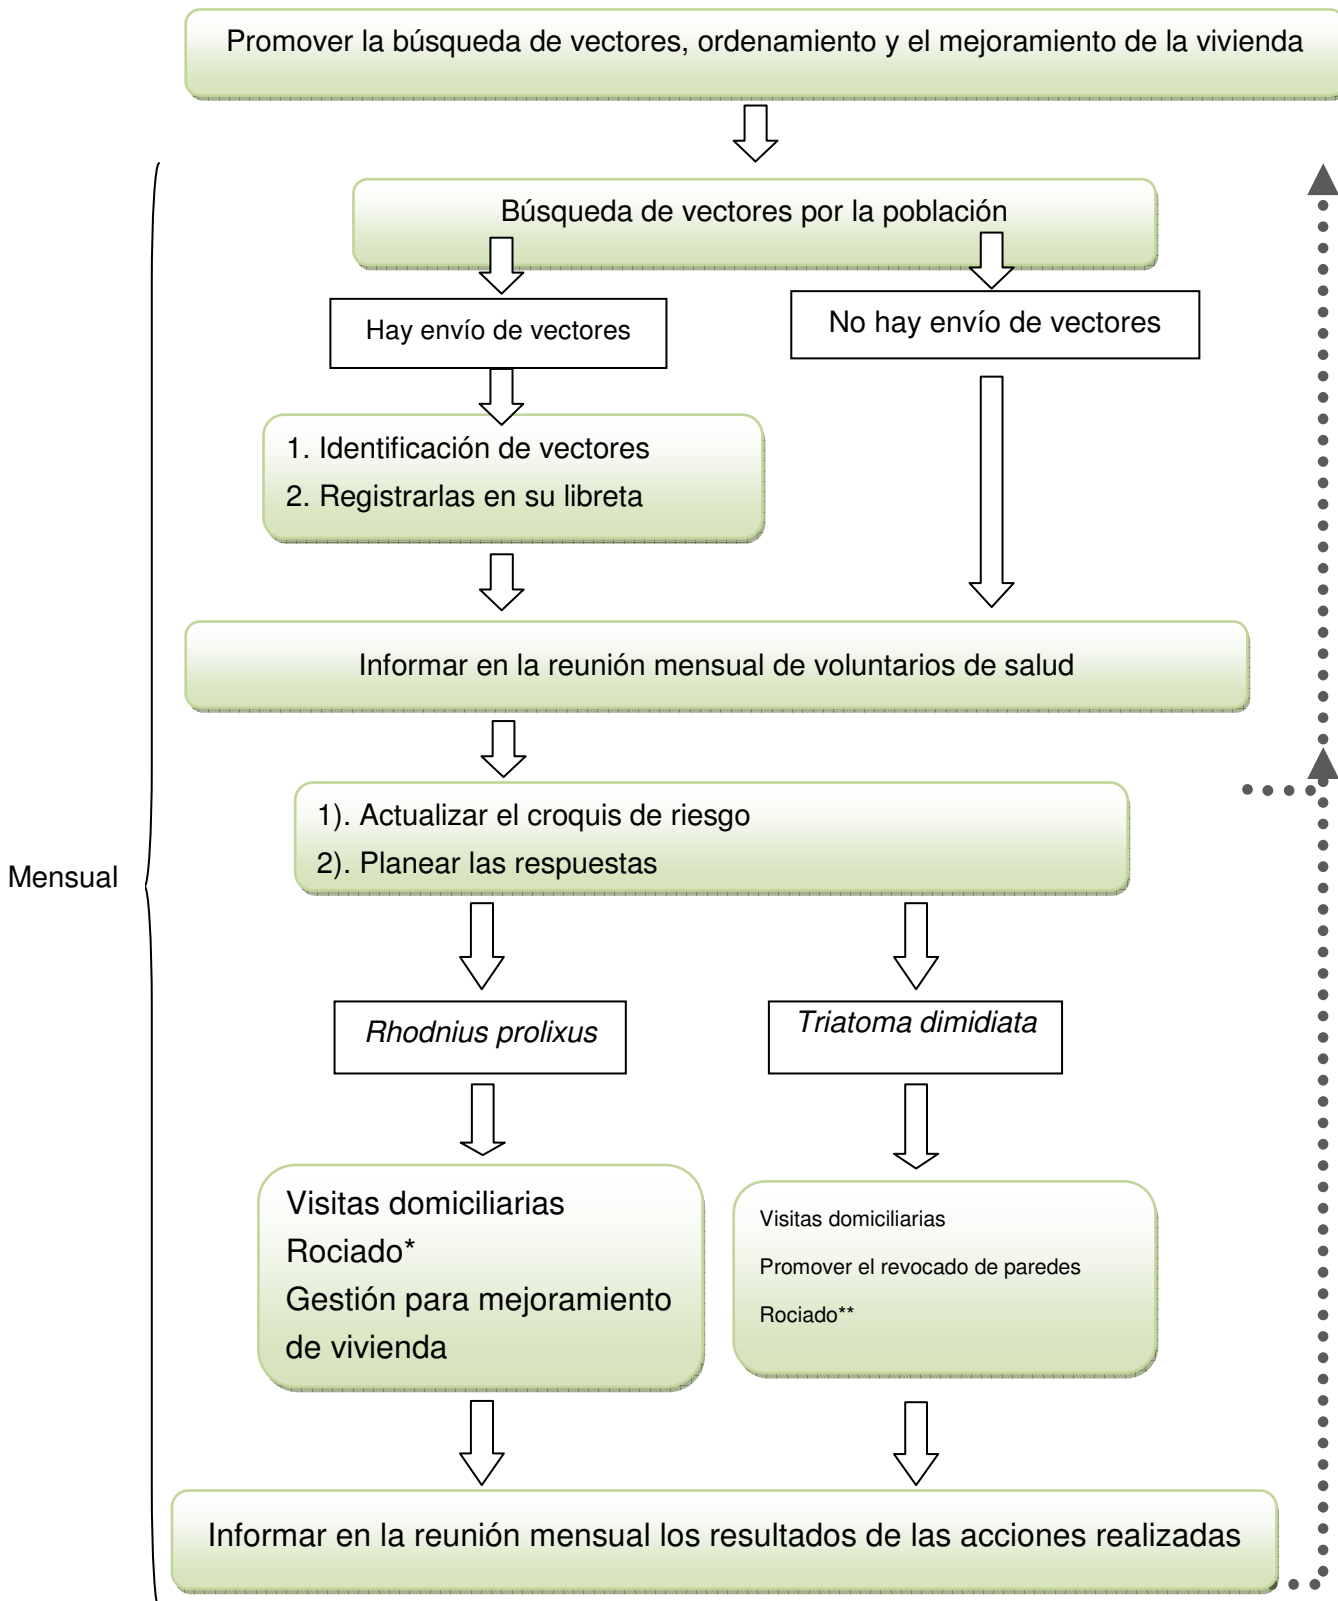 Promover la búsqueda de vectores, ordenamiento y el mejoramiento de la vivienda
Búsqueda de vectores por la población
Hay envío de vectores
No hay envío de vectores
1. Identificación de vectores
2. Registrarlas en su libreta
Informar en la reunión mensual de voluntarios de salud
1). Actualizar el croquis de riesgo
2). Planear las respuestas
Mensual
Rhodnius prolixus
Triatoma dimidiata
Visitas domiciliarias
Rociado*
Gestión para mejoramiento
de vivienda
Visitas domiciliarias
Promover el revocado de paredes
Rociado**
Informar en la reunión mensual los resultados de las acciones realizadas